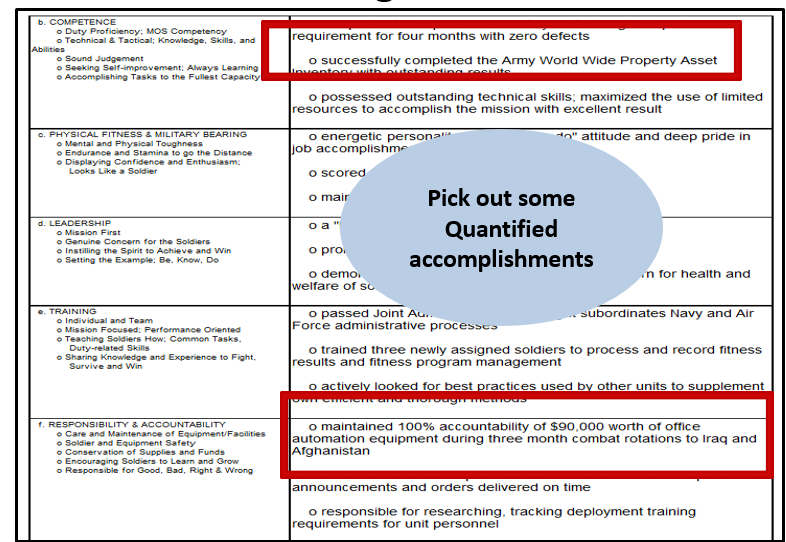 b. COMPETENCE
o Duty Proficiency; MOS Competency
o Technical & Tactical; Knowledge, Skills, and
Abilities
o Sound Judgement
o Seeking Self-improvement; Always Learning
o Accomplishing Tasks to the Fullest Capacity
requirement for four months with zero defects
o successfully completed the Army World Wide Property Asset
Inventory with outstanding results
o possessed outstanding technical skills; maximized the use of limited
resources to accomplish the mission with excellent result
c. PHYSICAL FITNESS & MILITARY BEARING
o Mental and Physical Toughness
o Endurance and Stamina to go the Distance
o Displaying Confidence and Enthusiasm;
Looks Like a Soldier
o energetic attitude and deep pride in
job
o scored
o
d. LEADERSHIP
o Mission First
o Genuine Concern for the Soldiers
o Instilling the Spirit to Achieve and Win
o Setting the Example; Be, Know, Do
o a "
o
o for health and
welfare of
Pick out some
Quantified
accomplishments
e. TRAINING
o Individual and Team
o Mission Focused; Performance Oriented
o Teaching Soldiers How; Common Tasks,
Duty-related Skills
o Sharing Knowledge and Experience to Fight,
Survive and Win
o passed Joint subordinates Navy and Air
Force administrative processes
o trained three newly assigned soldiers to process and record fitness
results and fitness program management
o actively looked for best practices used by other units to supplement
own efficient and thorough methods
f. RESPONSIBILITY & ACCOUNTABILITY
o Care and Maintenance of Equipment/Facilities
o Soldier and Equipment Safety
o Conservation of Supplies and Funds
o Encouraging Soldiers to Learn and Grow
o Responsible for Good, Bad, Right & Wrong
o maintained 100% accountability of $90,000 worth of office
automation equipment during three month combat rotations to Iraq and
Afghanistan
announcements and orders delivered on time
o responsible for researching, tracking deployment training
requirements for unit personnel